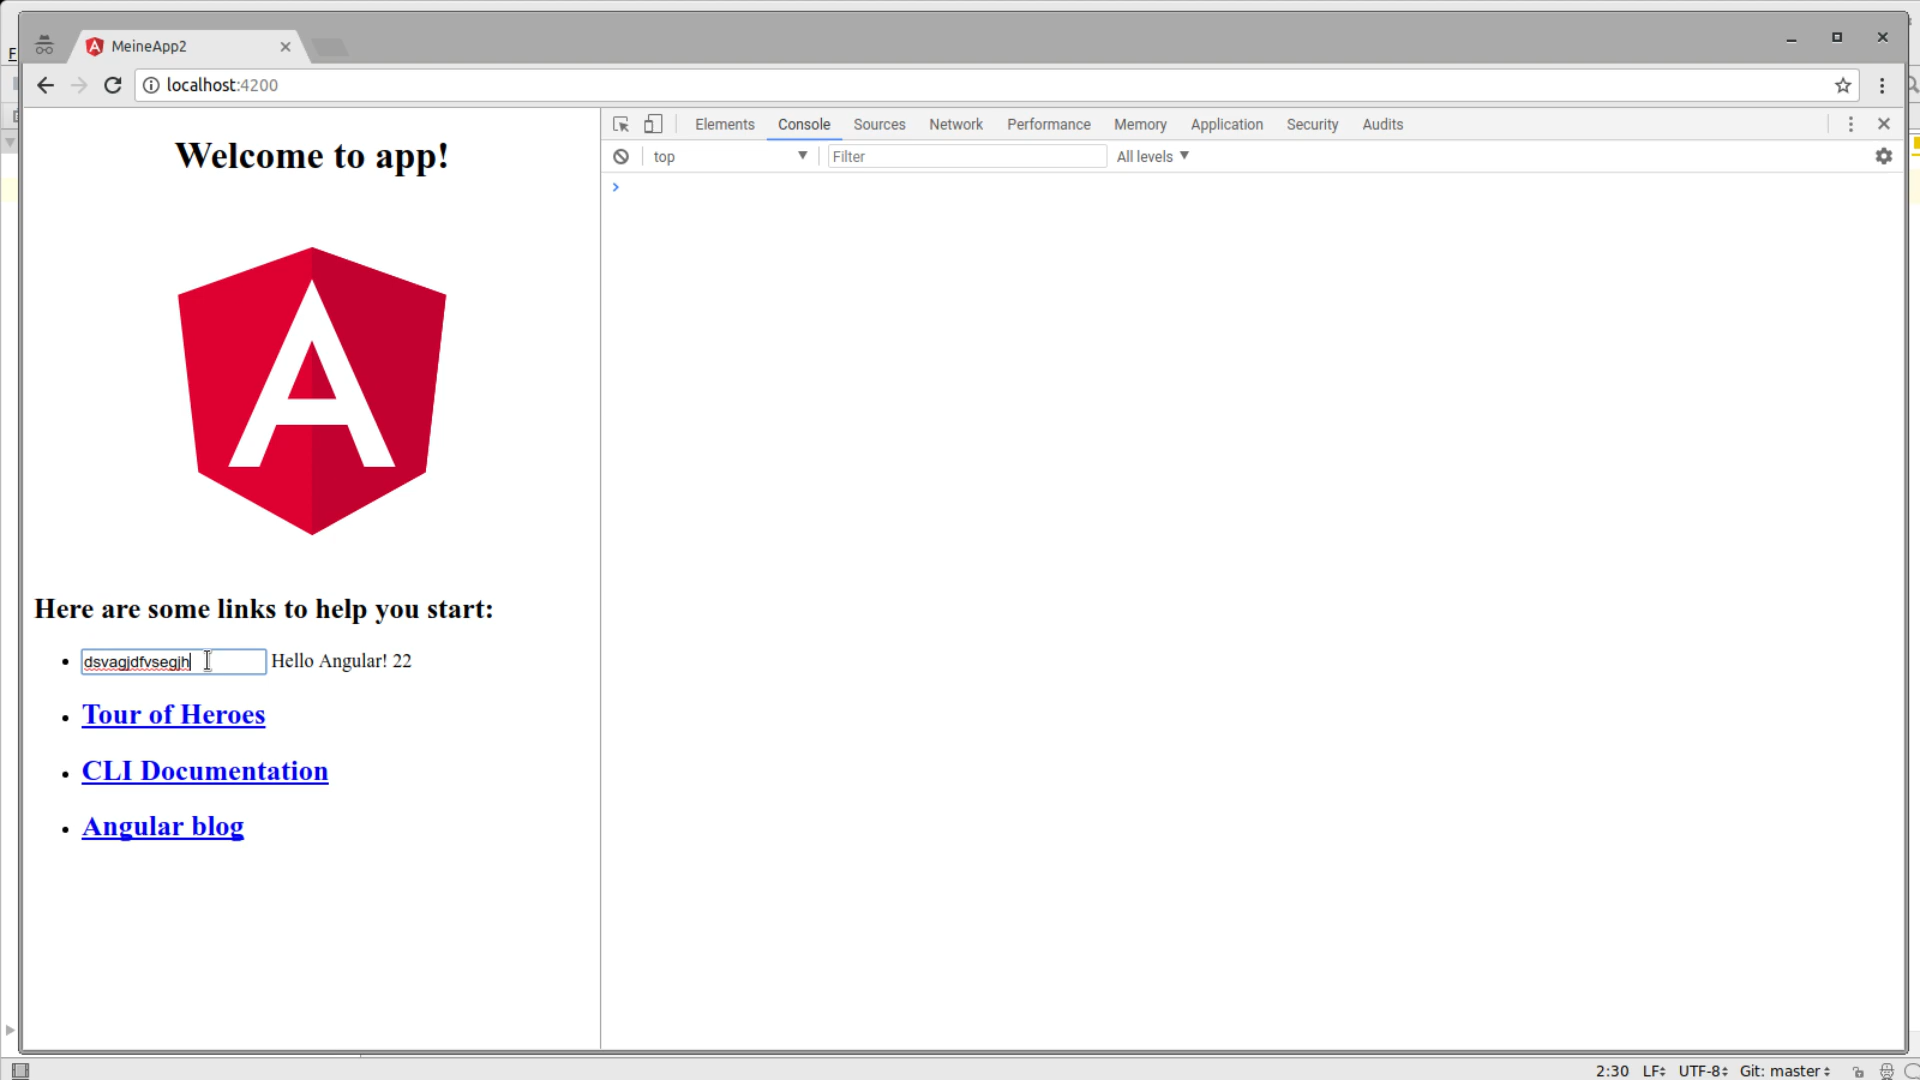 MeineApp2
F
localhost:4200
Elements Console Sources Network Performance Memory Application Security Audits
top Filter All levels
Welcome to app!
Here are some links to help you start:
dsvagjdfvsegjh Hello Angular! 22
Tour of Heroes
CLI Documentation
Angular blog
2:30 LF UTF-8 Git: master